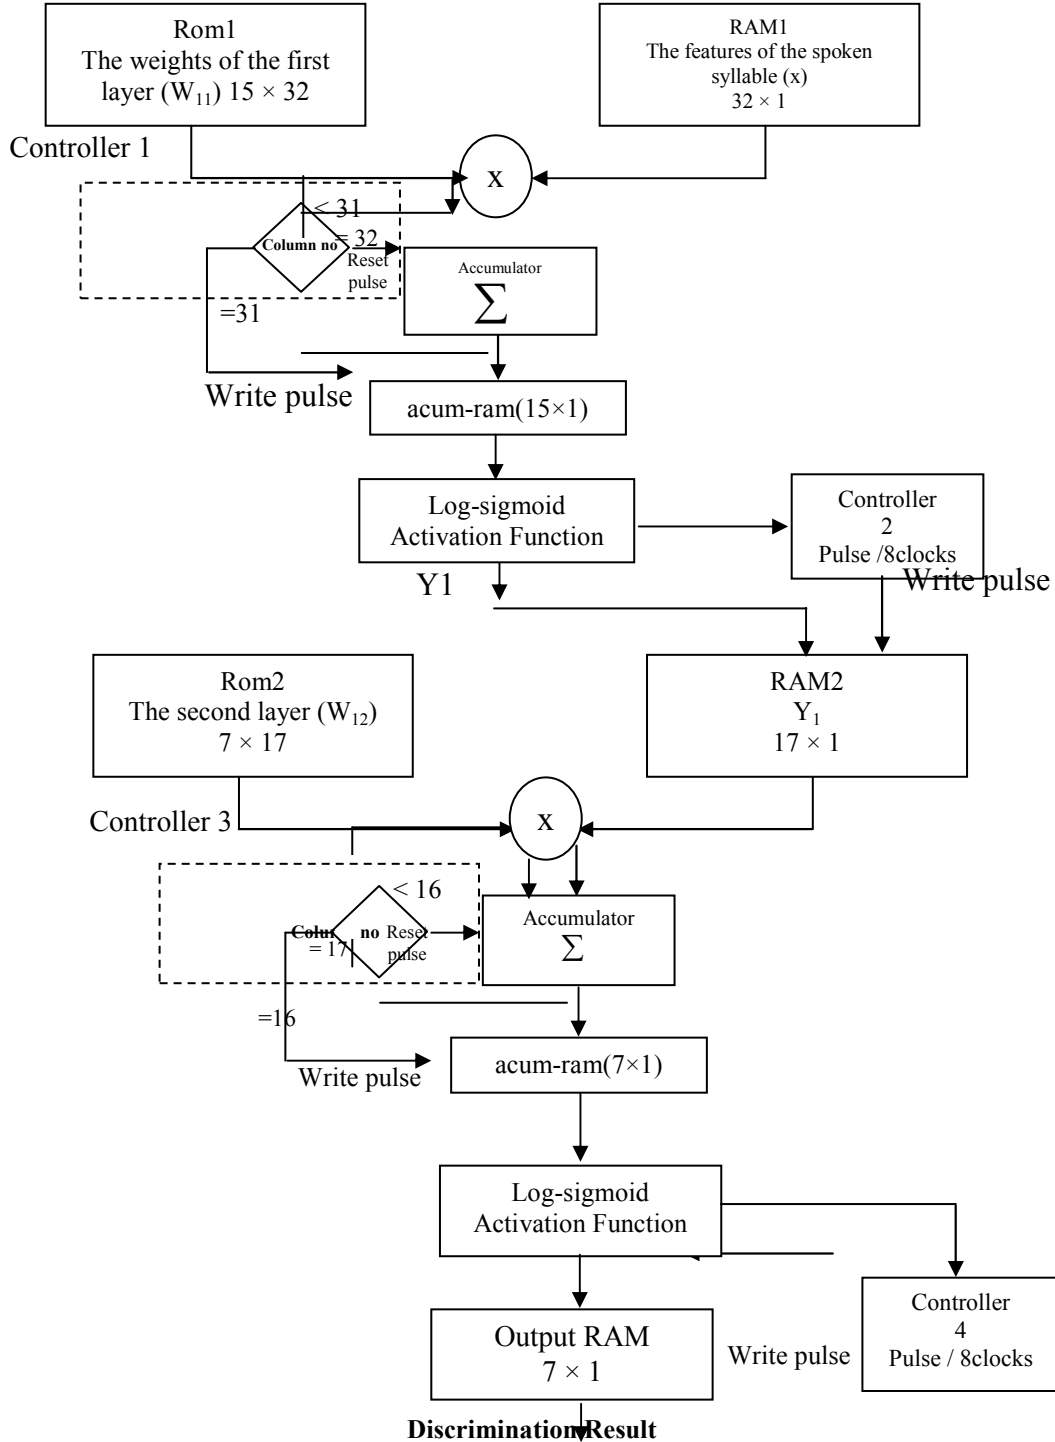 Rom1
The weights of the first
layer (W₁₁) 15 × 32
RAM1
The features of the spoken
syllable (x)
32 × 1
Controller 1
x
< 31
Column no
= 32
Reset
pulse
=31
Accumulator
∑
Write pulse
acum-ram(15×1)
Log-sigmoid
Activation Function
Controller
2
Pulse /8clocks
Write pulse
Y1
Rom2
The second layer (W₁₂)
7 × 17
RAM2
Y₁
17 × 1
Controller 3
x
< 16
no
Reset
pulse
= 17
=16
Accumulator
∑
Write pulse
acum-ram(7×1)
Log-sigmoid
Activation Function
Controller
4
Pulse / 8clocks
Output RAM
7 × 1
Write pulse
Discrimination Result